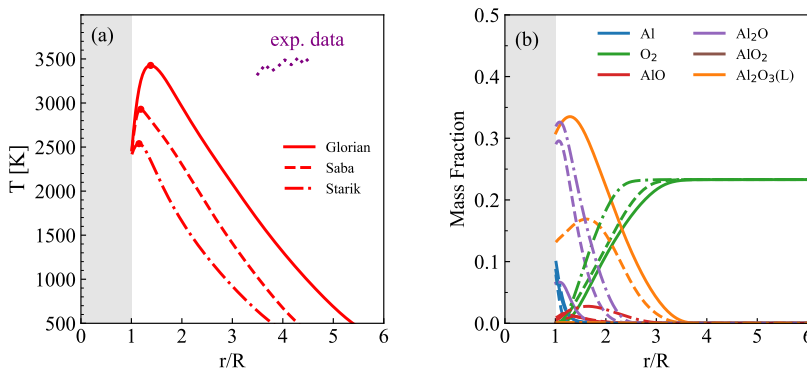 (a)
exp. data
Glorian
Saba
Starik
T [K]
3500
3000
2500
2000
1500
1000
500
0 1 2 3 4 5 6
r/R
(b)
Al
O₂
AlO
Al₂O
AlO₂
Al₂O₃(L)
Mass Fraction
0.5
0.4
0.3
0.2
0.1
0.0
0 1 2 3 4 5 6
r/R